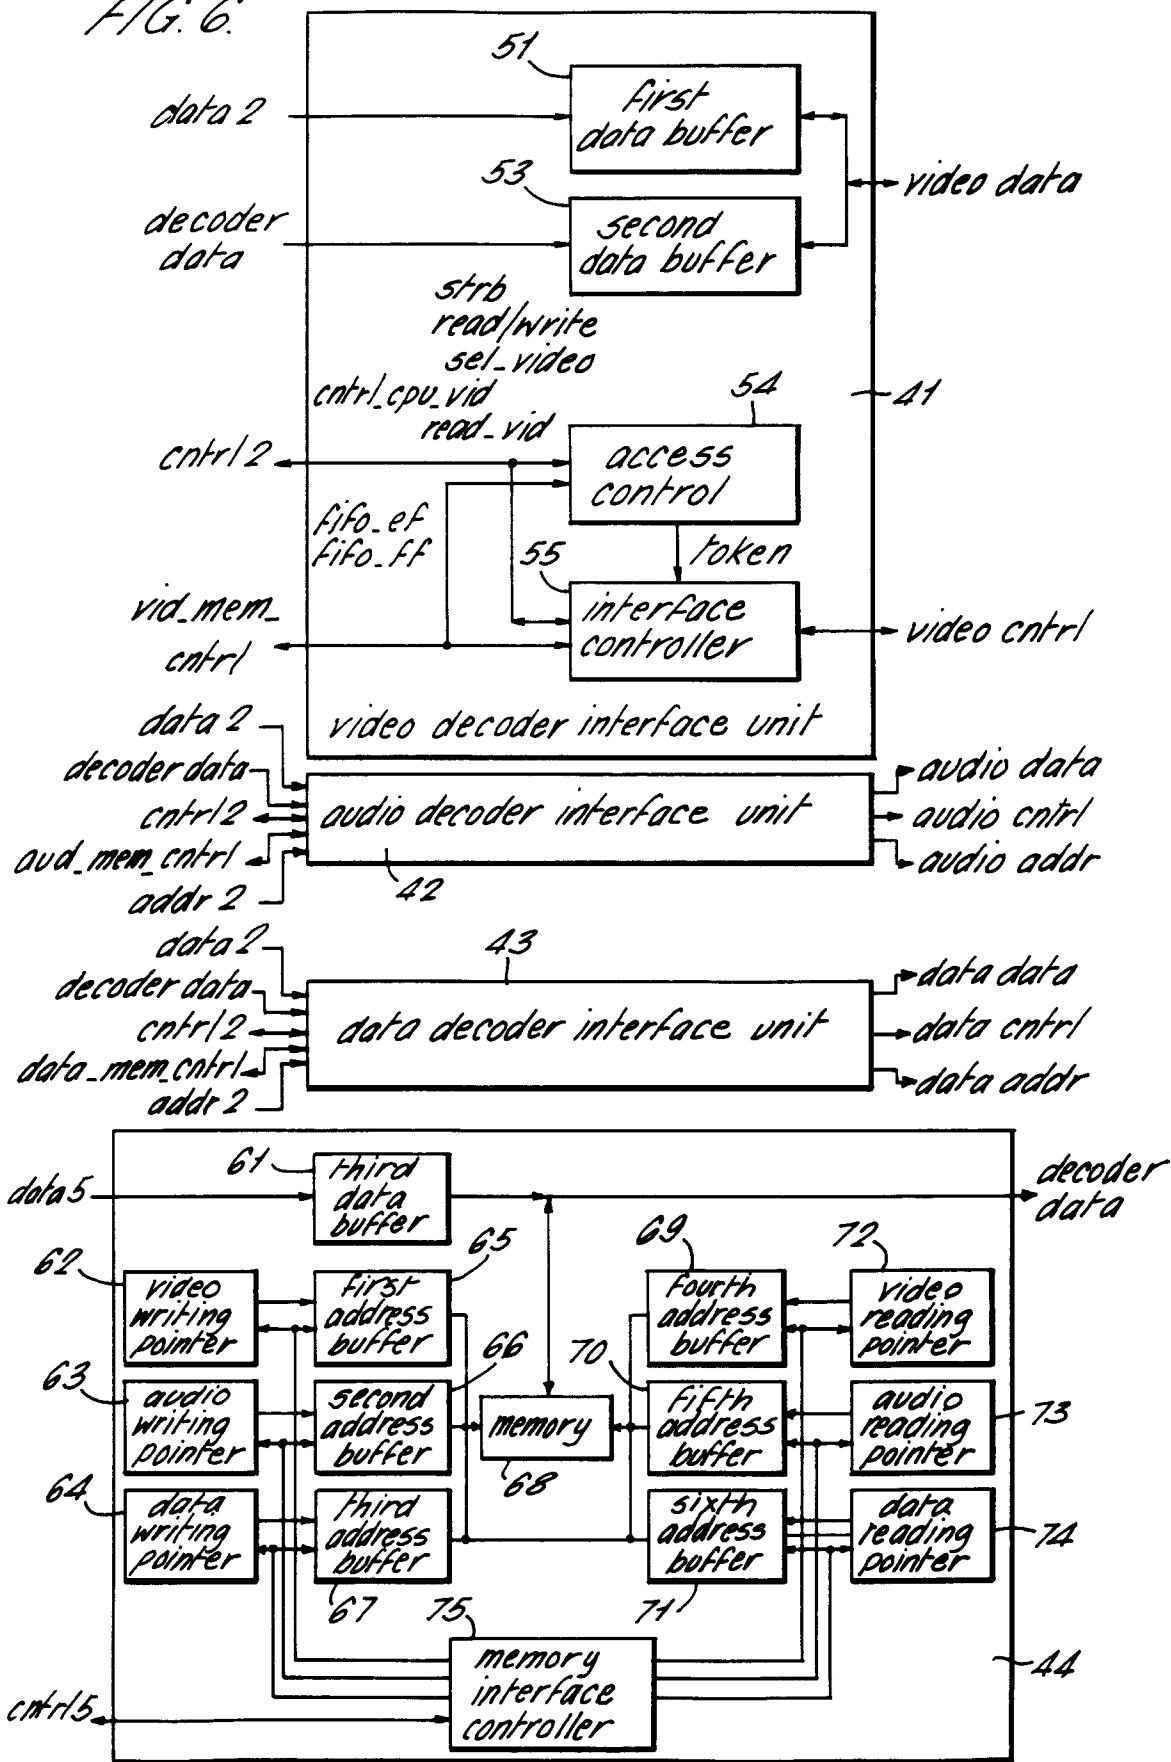 FIG. 6.
51
first
data buffer
data 2
53
second
data buffer
video data
decoder
data
strb
read/write
sel_video
cntrl_cpu_vid
read_vid
54
41
access
control
cntrl 2
fifo_ef
fifo_ff
token
55
interface
controller
vid_mem_
cntrl
video cntrl
video decoder interface unit
data 2
decoder data
cntrl 2
aud_mem_cntrl
addr 2
audio decoder interface unit
42
audio data
audio cntrl
audio addr
data 2
decoder data
cntrl 2
data_mem_cntrl
addr 2
43
data decoder interface unit
data data
data cntrl
data addr
61
third
data
buffer
data5
decoder
data
62
video
writing
pointer
65
first
address
buffer
69
fourth
address
buffer
72
video
reading
pointer
63
audio
writing
pointer
66
second
address
buffer
memory
68
70
fifth
address
buffer
audio
reading
pointer
73
64
data
writing
pointer
third
address
buffer
67
sixth
address
buffer
71
data
reading
pointer
74
75
memory
interface
controller
44
cntrl5